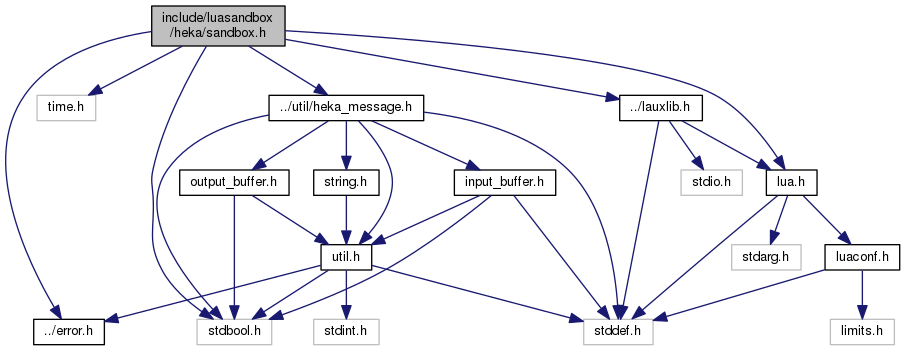 include/luasandbox
/heka/sandbox.h
time.h
../util/heka_message.h
../lauxlib.h
output_buffer.h
string.h
input_buffer.h
stdio.h
lua.h
util.h
stdarg.h
luaconf.h
../error.h
stdbool.h
stdint.h
stddef.h
limits.h